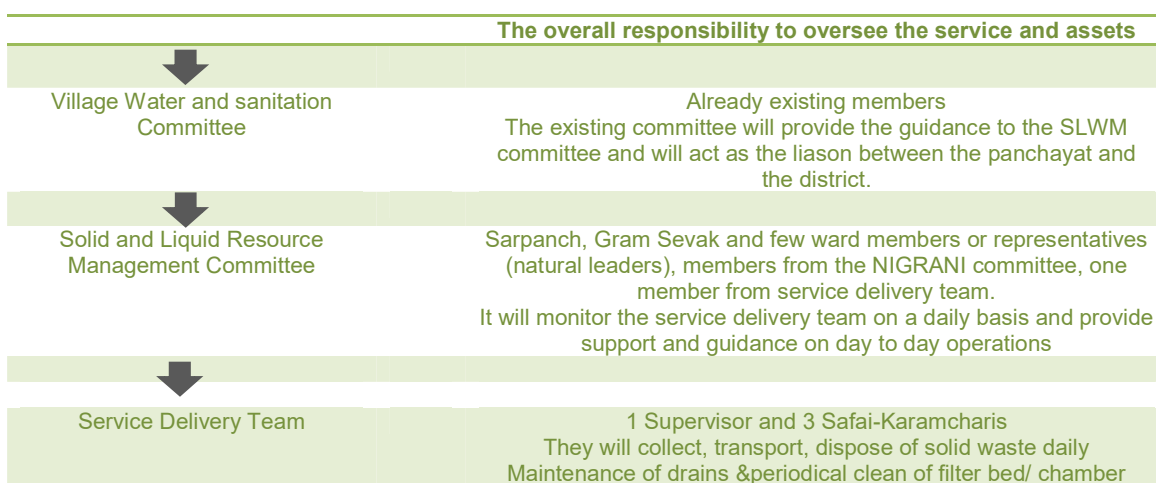 The overall responsibility to oversee the service and assets
Village Water and sanitation
Committee
Already existing members
The existing committee will provide the guidance to the SLWM
committee and will act as the liason between the panchayat and
the district.
Solid and Liquid Resource
Management Committee
Sarpanch, Gram Sevak and few ward members or representatives
(natural leaders), members from the NIGRANI committee, one
member from service delivery team.
It will monitor the service delivery team on a daily basis and provide
support and guidance on day to day operations
Service Delivery Team
1 Supervisor and 3 Safai-Karamcharis
They will collect, transport, dispose of solid waste daily
Maintenance of drains &periodical clean of filter bed/ chamber